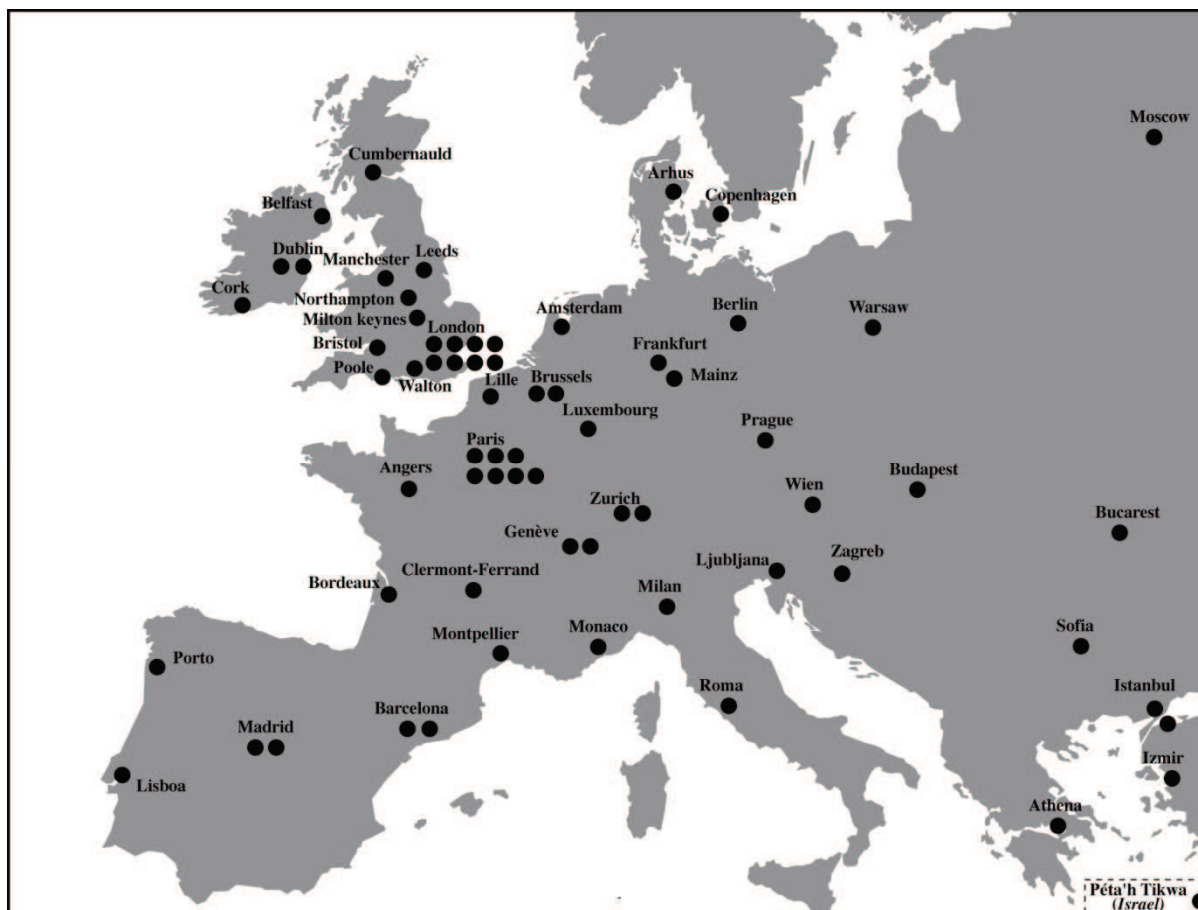 Moscow
Cumbernauld
Arhus
Copenhagen
Belfast
Dublin
Leeds
Manchester
Cork
Northampton
Amsterdam
Berlin
Warsaw
Milton keynes
London
Bristol
Frankfurt
Poole
Walton
Lille
Brussels
Mainz
Luxembourg
Paris
Prague
Angers
Budapest
Wien
Zurich
Bucarest
Genève
Ljubljana
Zagreb
Clermont-Ferrand
Bordeaux
Milan
Montpellier
Monaco
Sofia
Porto
Roma
Istanbul
Barcelona
Madrid
Izmir
Lisboa
Athena
Péta'h Tikwa
(Israel)